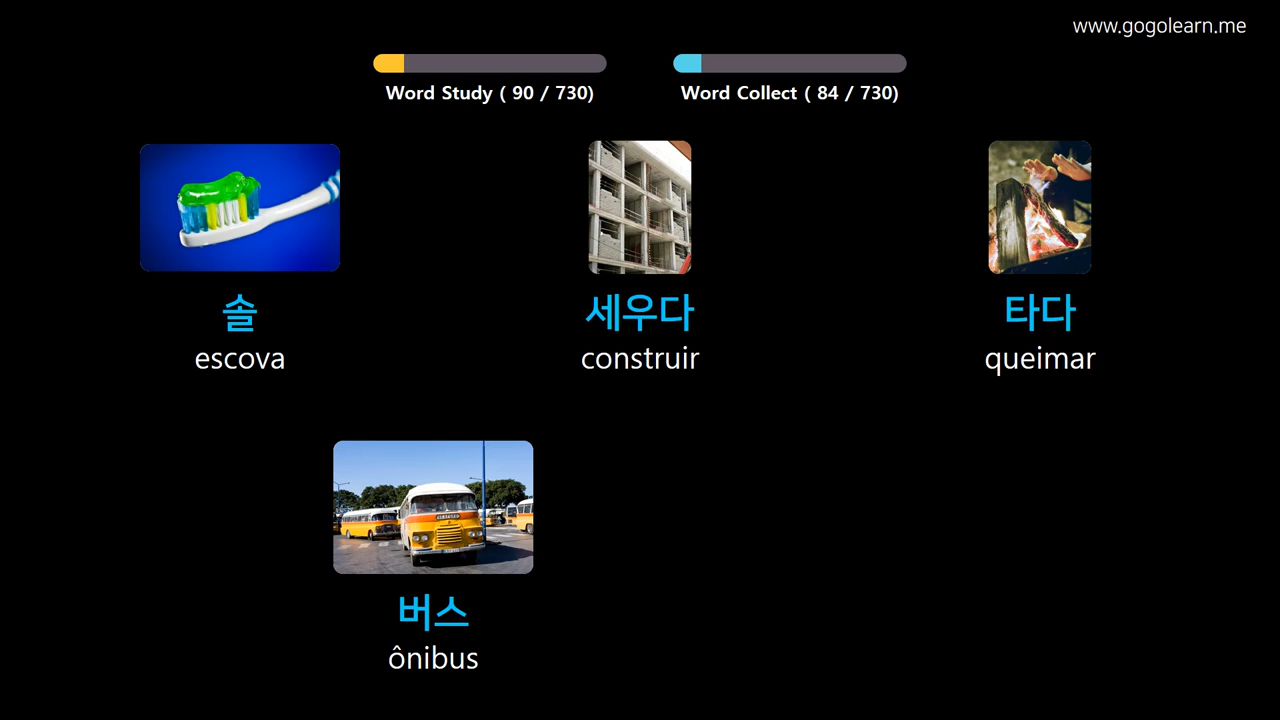 www.gogolearn.me
Word Study ( 90 / 730)
Word Collect ( 84 / 730)
솔
escova
세우다
construir
타다
queimar
버스
ônibus